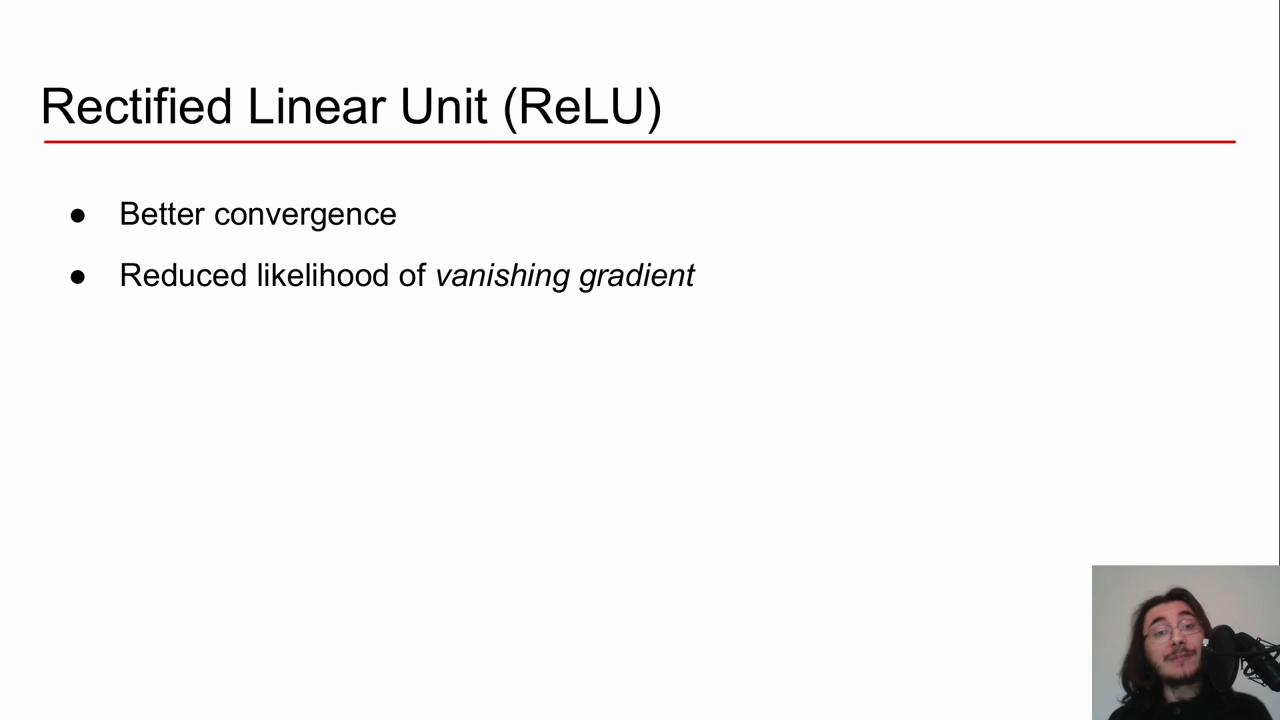 Rectified Linear Unit (ReLU)
● Better convergence
● Reduced likelihood of vanishing gradient